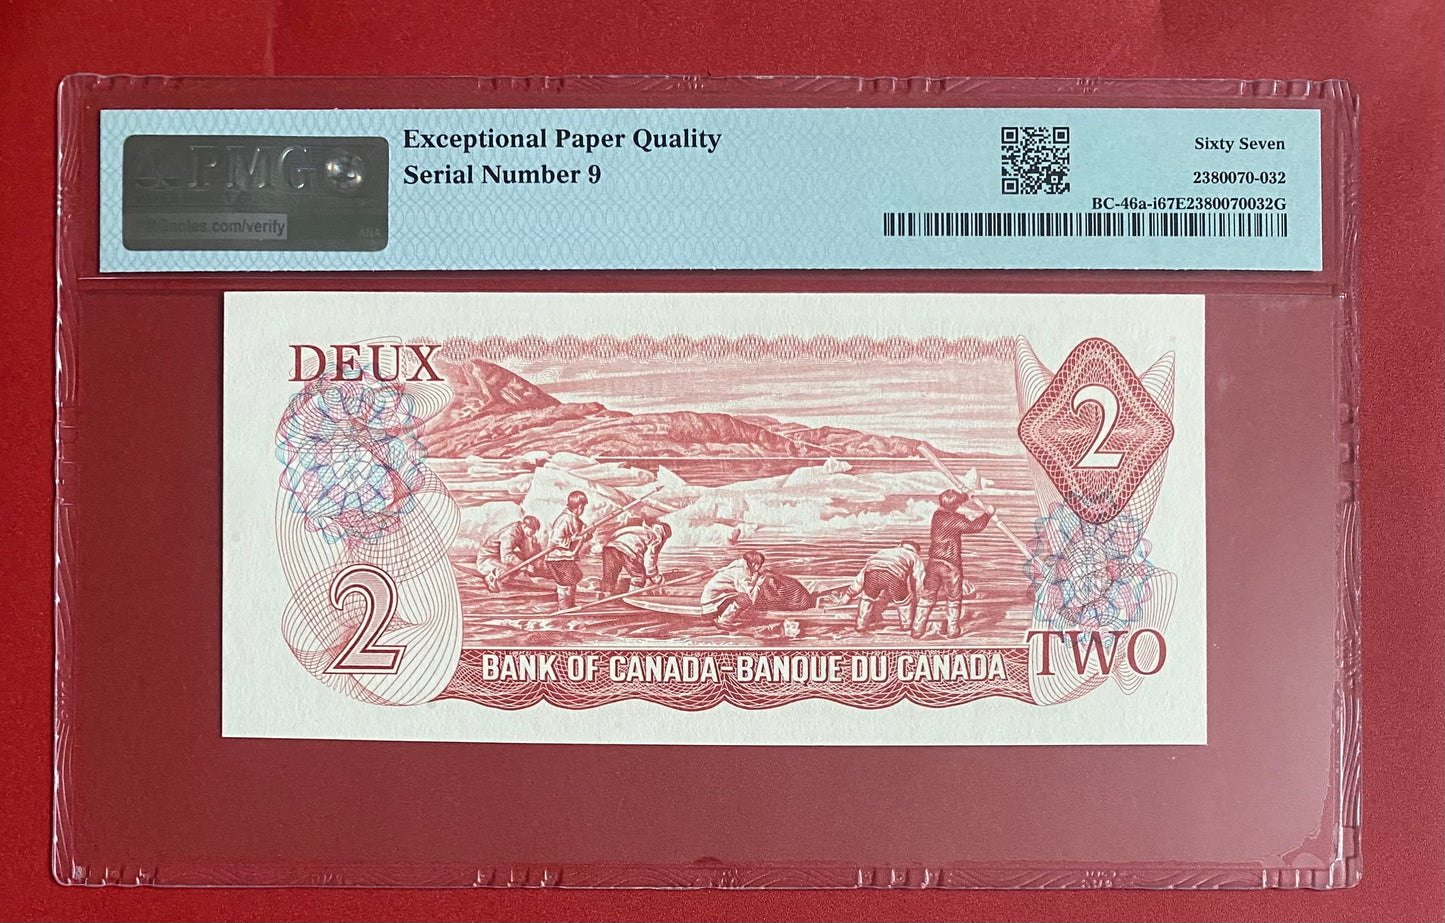 PMG
PMGnotes.com/verify
ANA
Exceptional Paper Quality
Serial Number 9
Sixty Seven
2380070-032
BC-46a-i67E2380070032G
DEUX
2
2
BANK OF CANADA-BANQUE DU CANADA
TWO